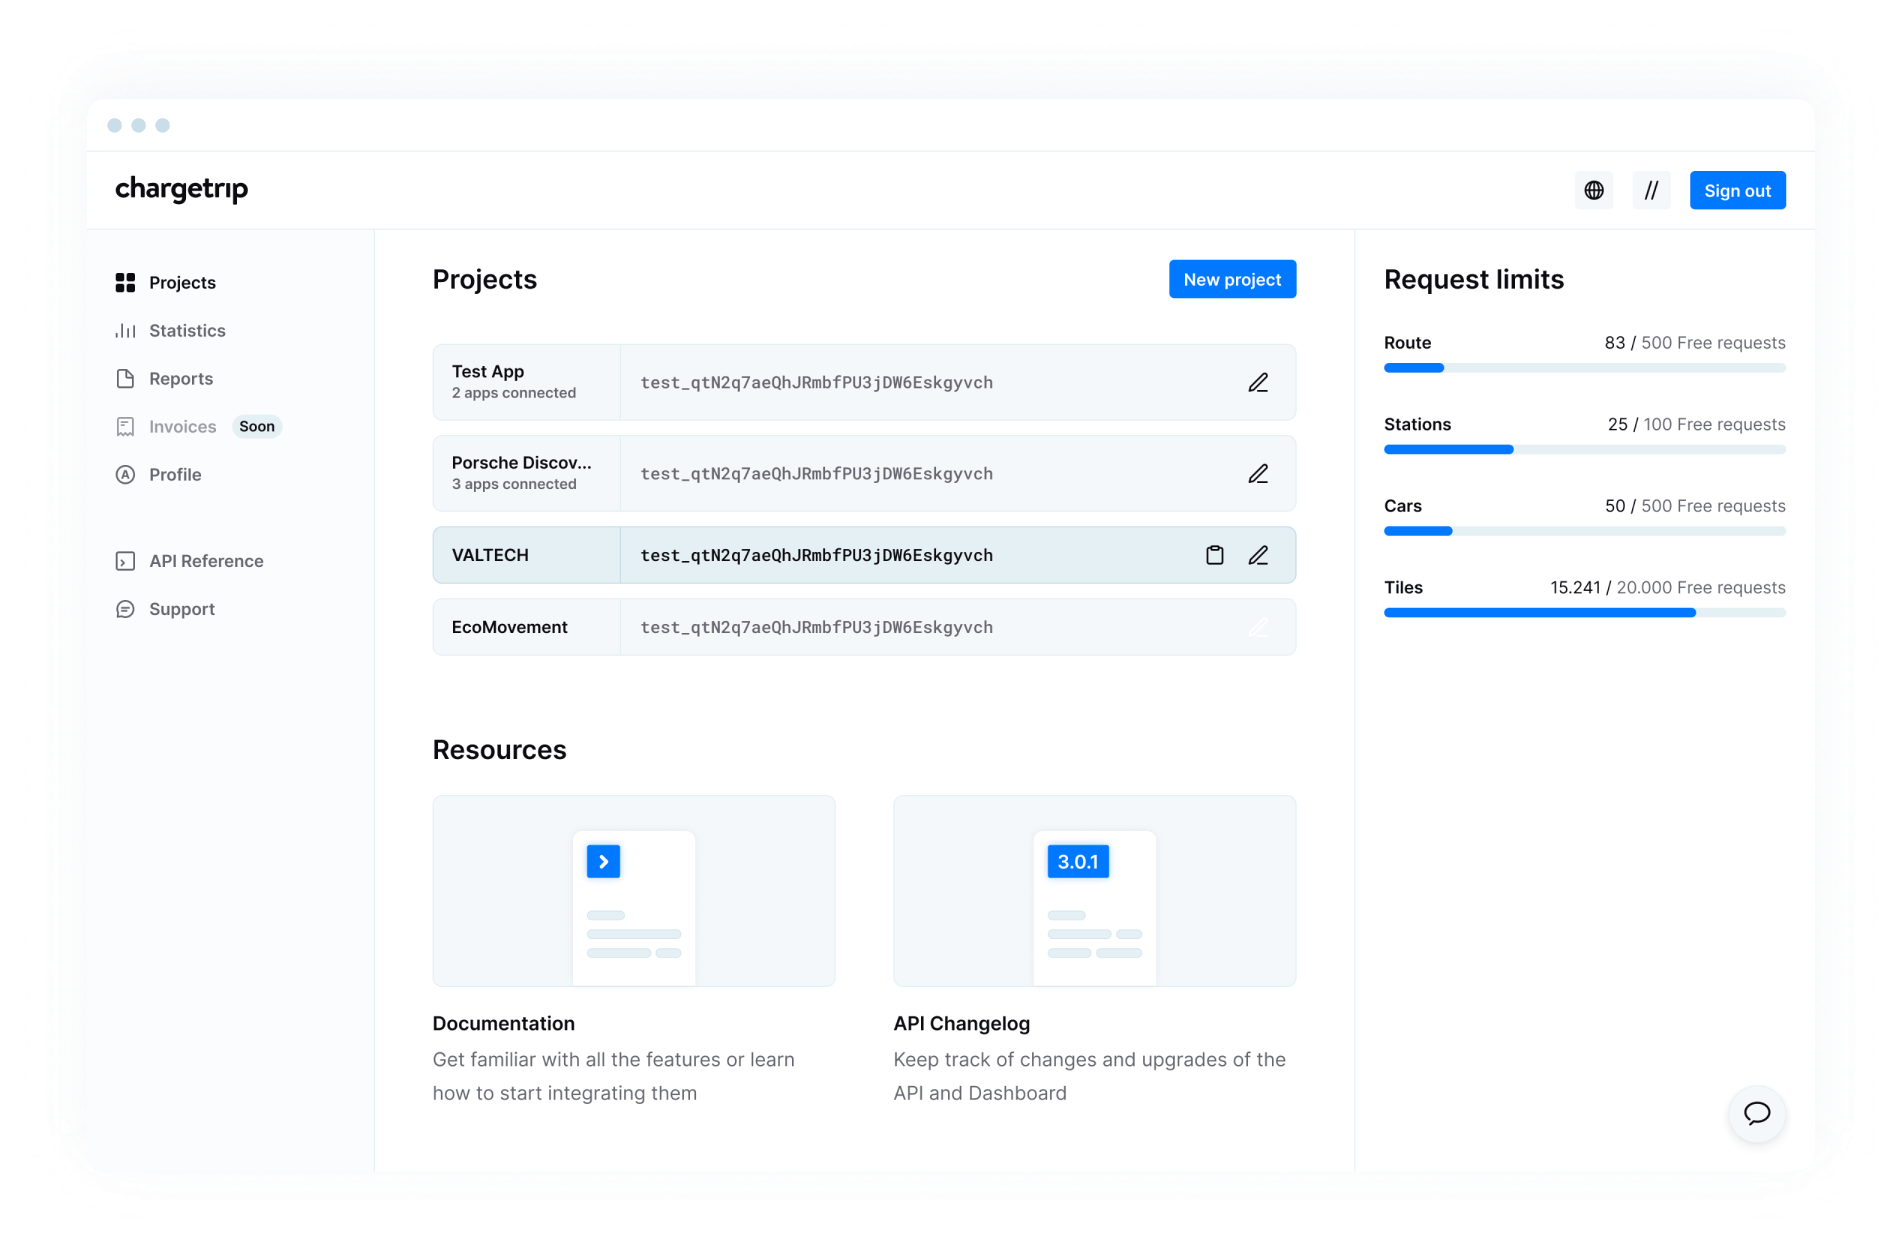 chargetrip
//
Sign out
Projects
Statistics
Reports
Invoices Soon
Profile
API Reference
Support
Projects
New project
Test App
2 apps connected
test_qtN2q7aeQhJRmbfPU3jDW6Eskgyvch
Porsche Discov...
3 apps connected
test_qtN2q7aeQhJRmbfPU3jDW6Eskgyvch
VALTECH
test_qtN2q7aeQhJRmbfPU3jDW6Eskgyvch
EcoMovement
test_qtN2q7aeQhJRmbfPU3jDW6Eskgyvch
Resources
Documentation
Get familiar with all the features or learn
how to start integrating them
3.0.1
API Changelog
Keep track of changes and upgrades of the
API and Dashboard
Request limits
Route 83 / 500 Free requests
Stations 25 / 100 Free requests
Cars 50 / 500 Free requests
Tiles 15.241 / 20.000 Free requests